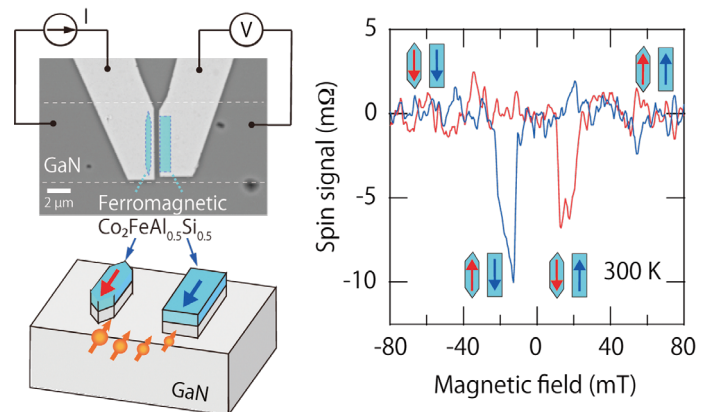 I
V
GaN
2 μm
Ferromagnetic
Co₂FeAl₀.₅Si₀.₅
GaN
Spin signal (mΩ)
5
0
-5
-10
300 K
-80
-40
0
40
80
Magnetic field (mT)